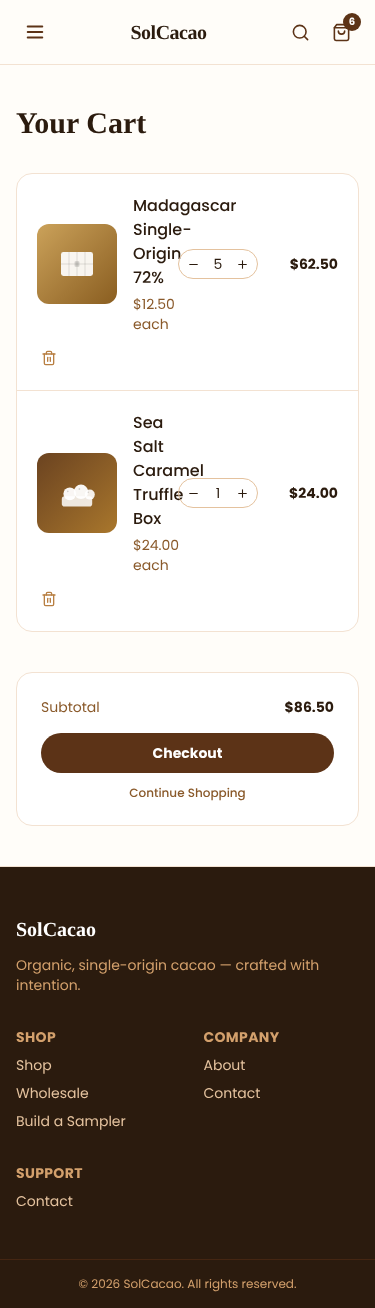 SolCacao
6
Your Cart
Madagascar
Single-
Origin
72%
$12.50
each
− 5 +
$62.50
Sea
Salt
Caramel
Truffle
Box
$24.00
each
− 1 +
$24.00
Subtotal $86.50
Checkout
Continue Shopping
SolCacao
Organic, single-origin cacao — crafted with
intention.
SHOP
Shop
Wholesale
Build a Sampler
COMPANY
About
Contact
SUPPORT
Contact
© 2026 SolCacao. All rights reserved.